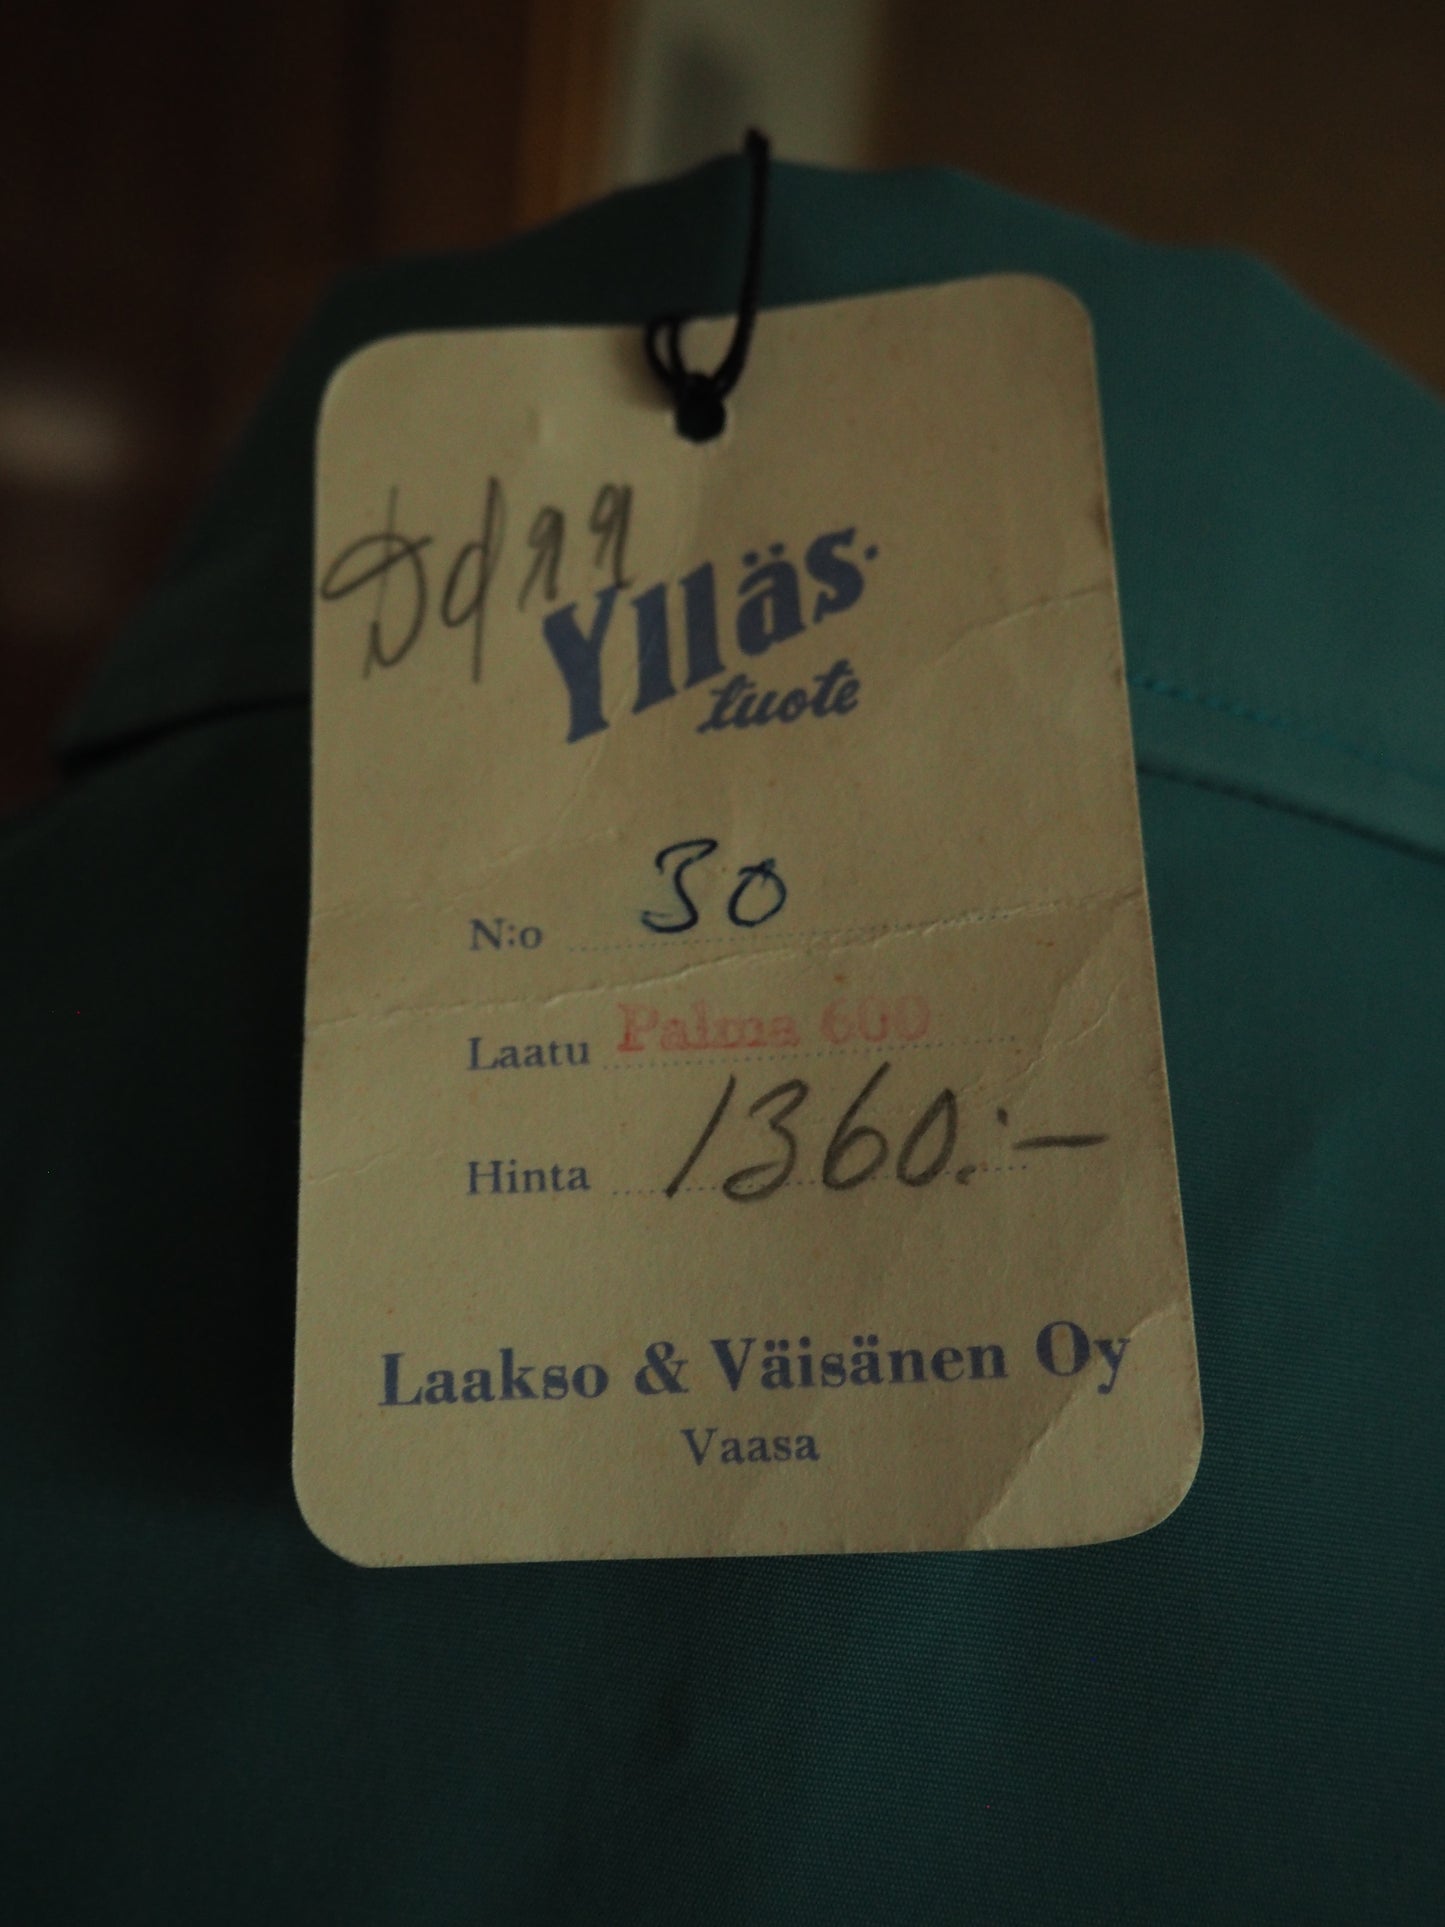 Ylläs-
tuote
N:o 30
Laatu Palma 600
Hinta 1360:-
Laakso & Väisänen Oy
Vaasa